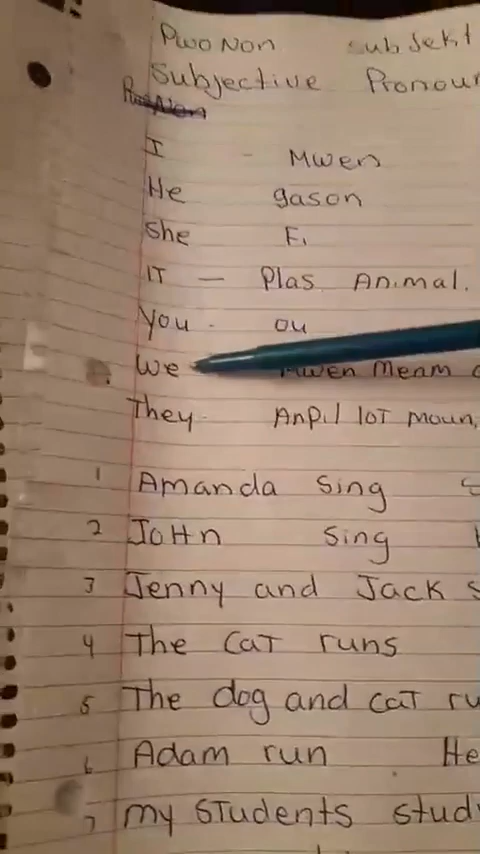 Pwo Non Subjekt
Subjective Pronoun
I - Mwen
He gason
She Fi
IT - Plas Animal.
You - ou
We Mwen Menm
They - Anpil loT moun,
1 Amanda Sing
2 JoHn Sing
3 Jenny and Jack
4 The CaT runs
5 The dog and caT
6 Adam run He
7 my STudents